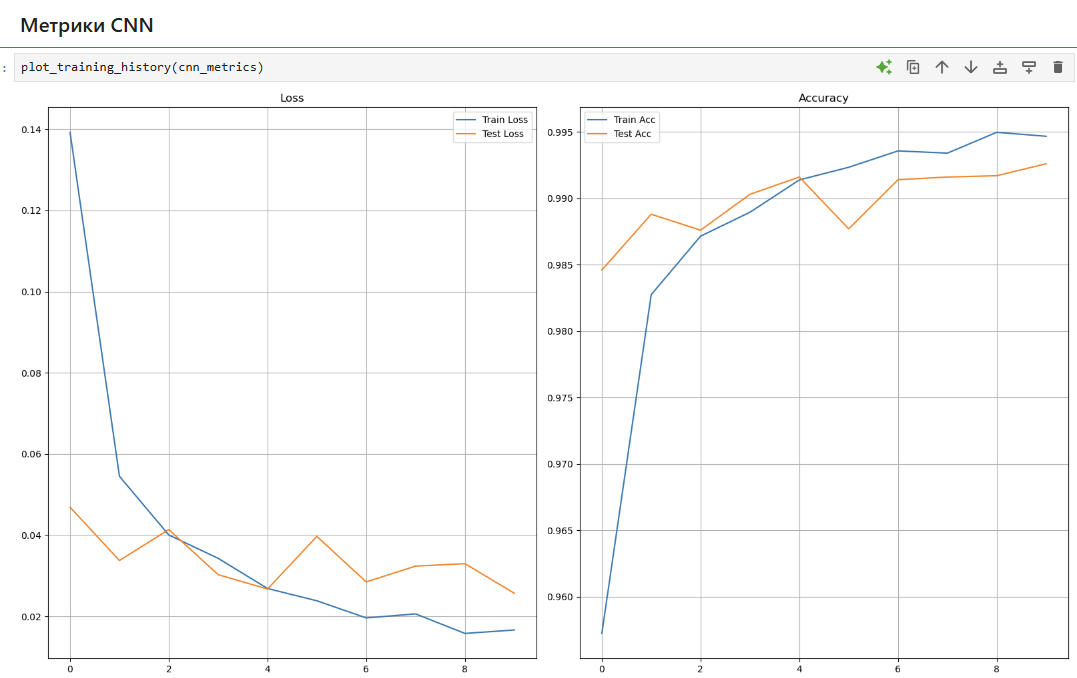 Метрики CNN
: plot_training_history(cnn_metrics)
Loss
Train Loss
Test Loss
0.14
0.12
0.10
0.08
0.06
0.04
0.02
0 2 4 6 8
Accuracy
Train Acc
Test Acc
0.995
0.990
0.985
0.980
0.975
0.970
0.965
0.960
0 2 4 6 8